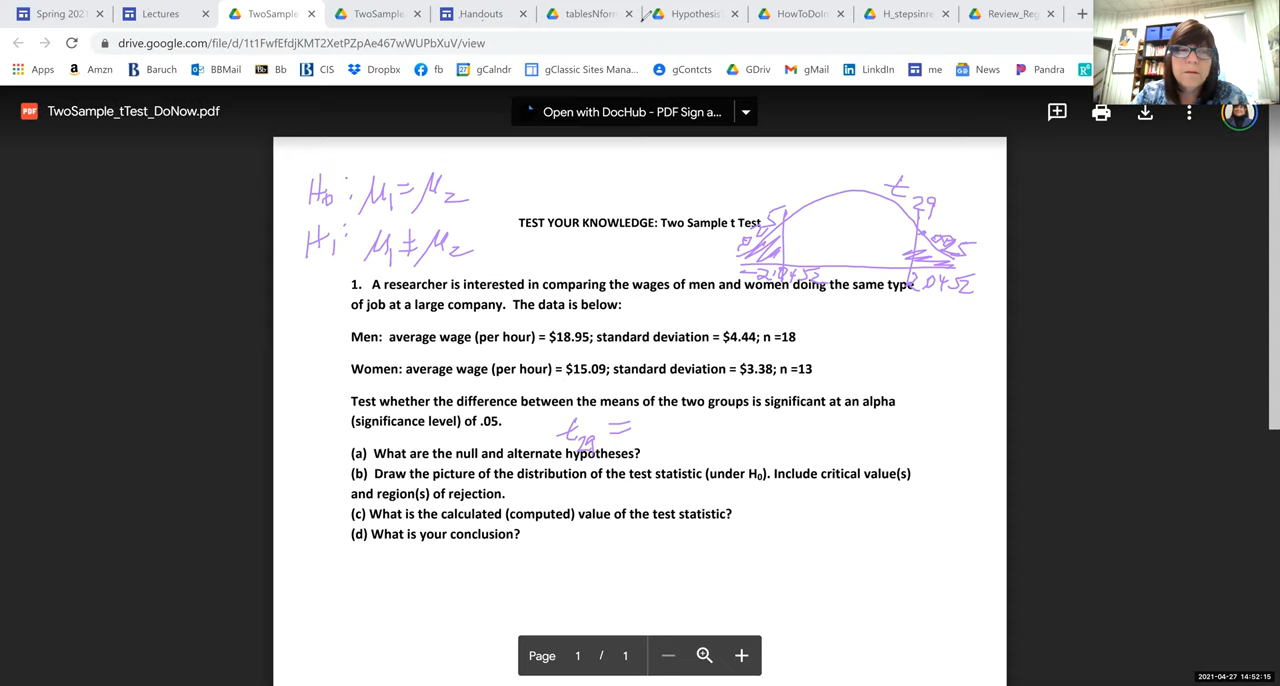 Spring 2021
Lectures
TwoSample_
TwoSample_
Handouts
tablesNform
Hypothesis
HowToDoIn
H_stepsinre
Review_Reg
drive.google.com/file/d/1t1FwfEfdjKMT2XetPZpAe467wWUPbXuV/view
Apps
Amzn
Baruch
BBMail
Bb
CIS
Dropbx
fb
gCalndr
gClassic Sites Mana...
gContcts
GDriv
gMail
LinkdIn
me
News
Pandra
PDF
TwoSample_tTest_DoNow.pdf
Open with DocHub - PDF Sign a...
H0: μ1 = μ2
H1: μ1 ≠ μ2
t29
.025
-2.0452
2.0452
TEST YOUR KNOWLEDGE: Two Sample t Test
1. A researcher is interested in comparing the wages of men and women doing the same type
of job at a large company. The data is below:
Men: average wage (per hour) = $18.95; standard deviation = $4.44; n =18
Women: average wage (per hour) = $15.09; standard deviation = $3.38; n =13
Test whether the difference between the means of the two groups is significant at an alpha
(significance level) of .05.
t29 =
(a) What are the null and alternate hypotheses?
(b) Draw the picture of the distribution of the test statistic (under H0). Include critical value(s)
and region(s) of rejection.
(c) What is the calculated (computed) value of the test statistic?
(d) What is your conclusion?
Page 1 / 1
2021-04-27 14:52:15